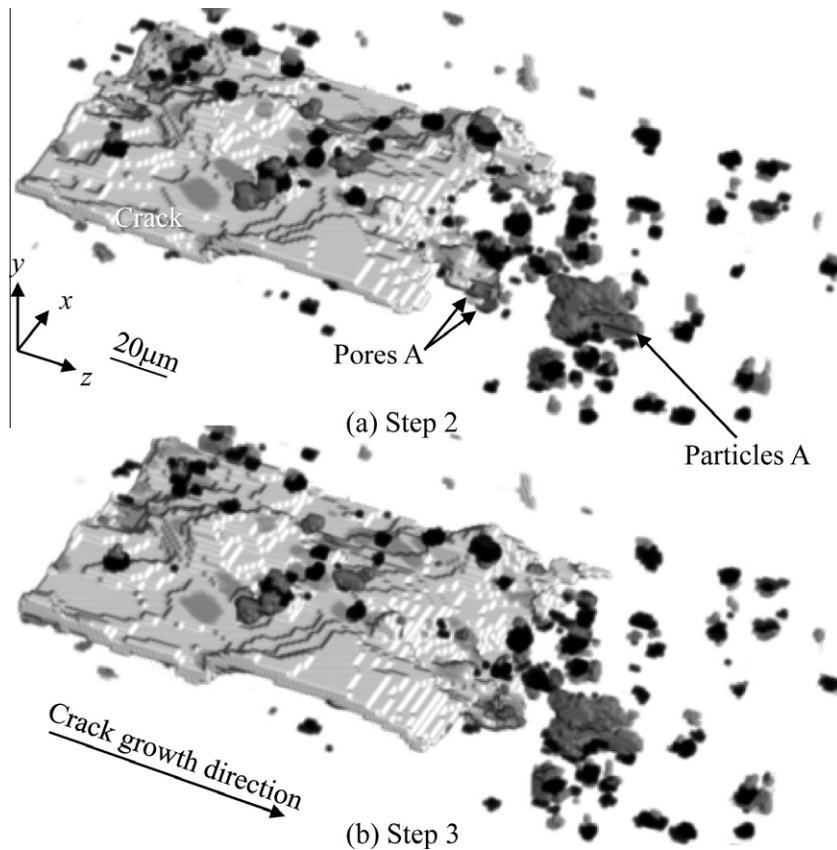 Crack
y
x
z
20μm
Pores A
(a) Step 2
Particles A
Crack growth direction
(b) Step 3